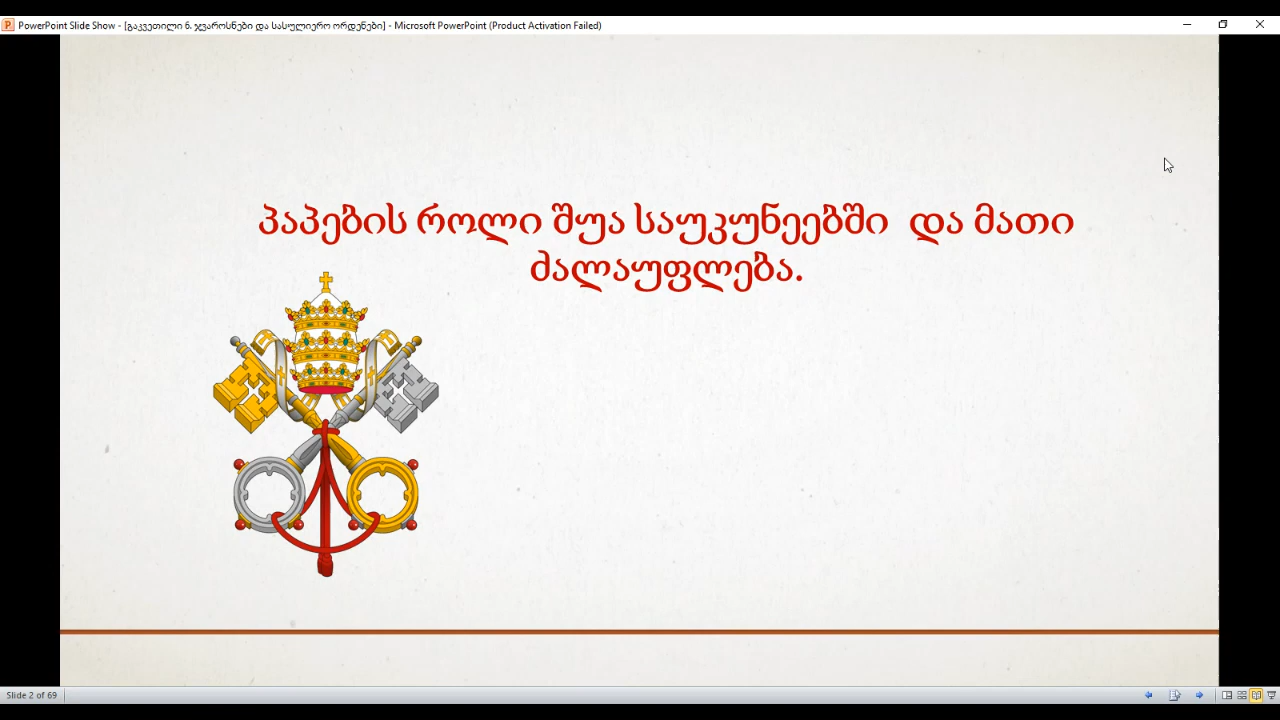 PowerPoint Slide Show - [გაკვეთილი 6. ჯვაროსნები და სასულიერო ორდენები] - Microsoft PowerPoint (Product Activation Failed)
პაპების როლი შუა საუკუნეებში და მათი
ძალაუფლება.
Slide 2 of 69